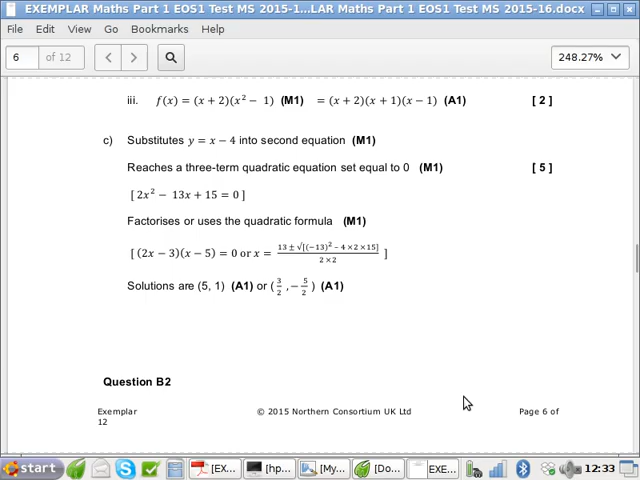 EXEMPLAR Maths Part 1 EOS1 Test MS 2015-1...LAR Maths Part 1 EOS1 Test MS 2015-16.docx
File Edit View Go Bookmarks Help
6 of 12 248.27%
iii. f(x) = (x + 2)(x² − 1) (M1) = (x + 2)(x + 1)(x − 1) (A1) [ 2 ]
c) Substitutes y = x − 4 into second equation (M1)
Reaches a three-term quadratic equation set equal to 0 (M1) [ 5 ]
[ 2x² − 13x + 15 = 0 ]
Factorises or uses the quadratic formula (M1)
[ (2x − 3)(x − 5) = 0 or x = 13 ± √[(−13)² − 4 ×2 ×15] / 2 ×2 ]
Solutions are (5, 1) (A1) or ( 3/2 , − 5/2 ) (A1)
Question B2
Exemplar © 2015 Northern Consortium UK Ltd Page 6 of
12
start [EX... [hp... [My... [Do... EXE... 12:33